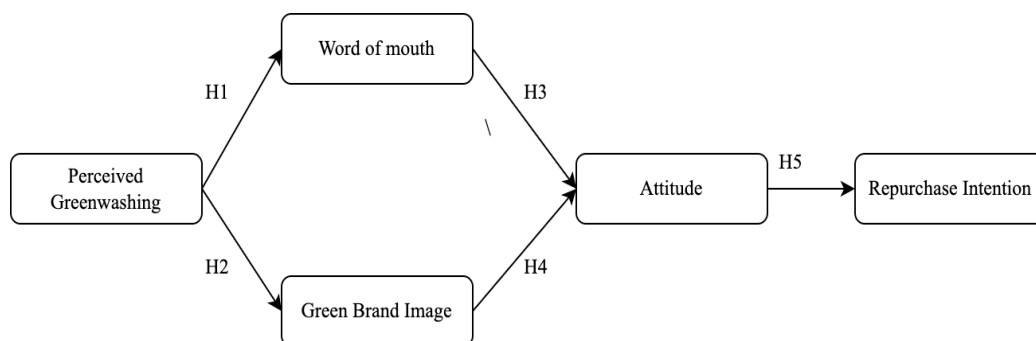 Word of mouth
H1
H3
\
H5
Perceived
Greenwashing
Attitude
Repurchase Intention
H2
H4
Green Brand Image